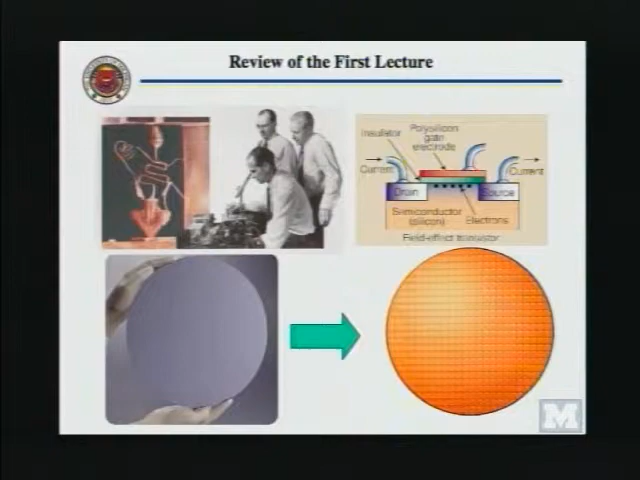 Review of the First Lecture
Insulator
Polysilicon
gate
electrode
Current
Current
Drain
Source
Semiconductor
(silicon)
Electrons
Field-effect transistor
M